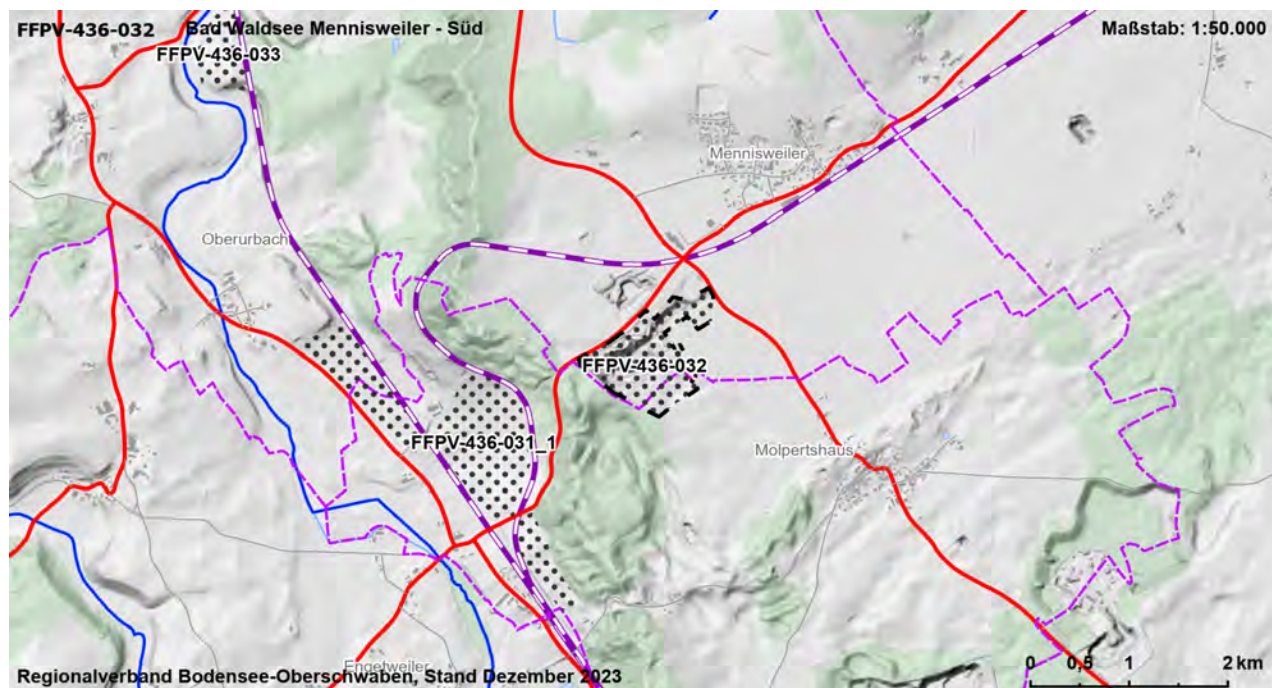 FFPV-436-032 Bad Waldsee Mennisweiler - Süd Maßstab: 1:50.000
FFPV-436-033
Mennisweiler
Oberurbach
FFPV-436-032
FFPV-436-031_1
Molpertshaus
Engetweiler
0 0,5 1 2 km
Regionalverband Bodensee-Oberschwaben, Stand Dezember 2023